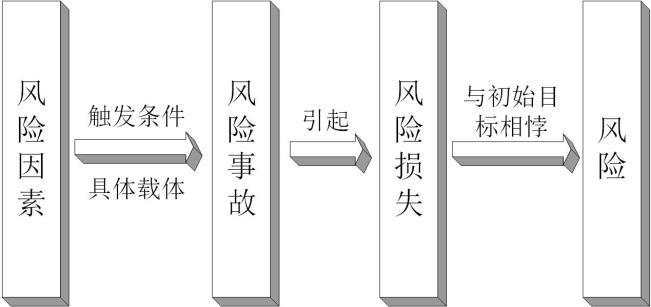 风险因素
触发条件
具体载体
风险事故
引起
风险损失
与初始目
标相悖
风险